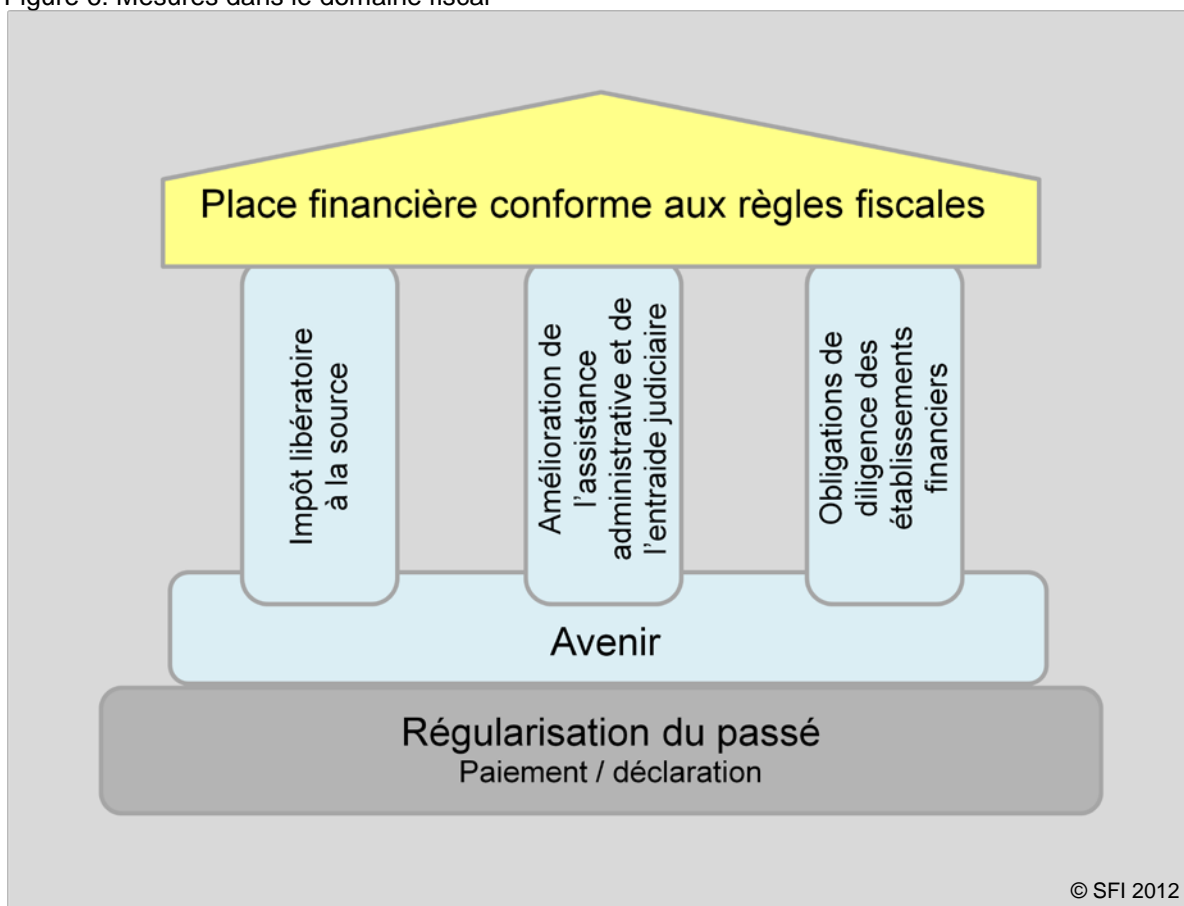 Figure 6: Mesures dans le domaine fiscal
Place financière conforme aux règles fiscales
Impôt libératoire
à la source
Amélioration de
l’assistance
administrative et de
l’entraide judiciaire
Obligations de
diligence des
établissements
financiers
Avenir
Régularisation du passé
Paiement / déclaration
© SFI 2012